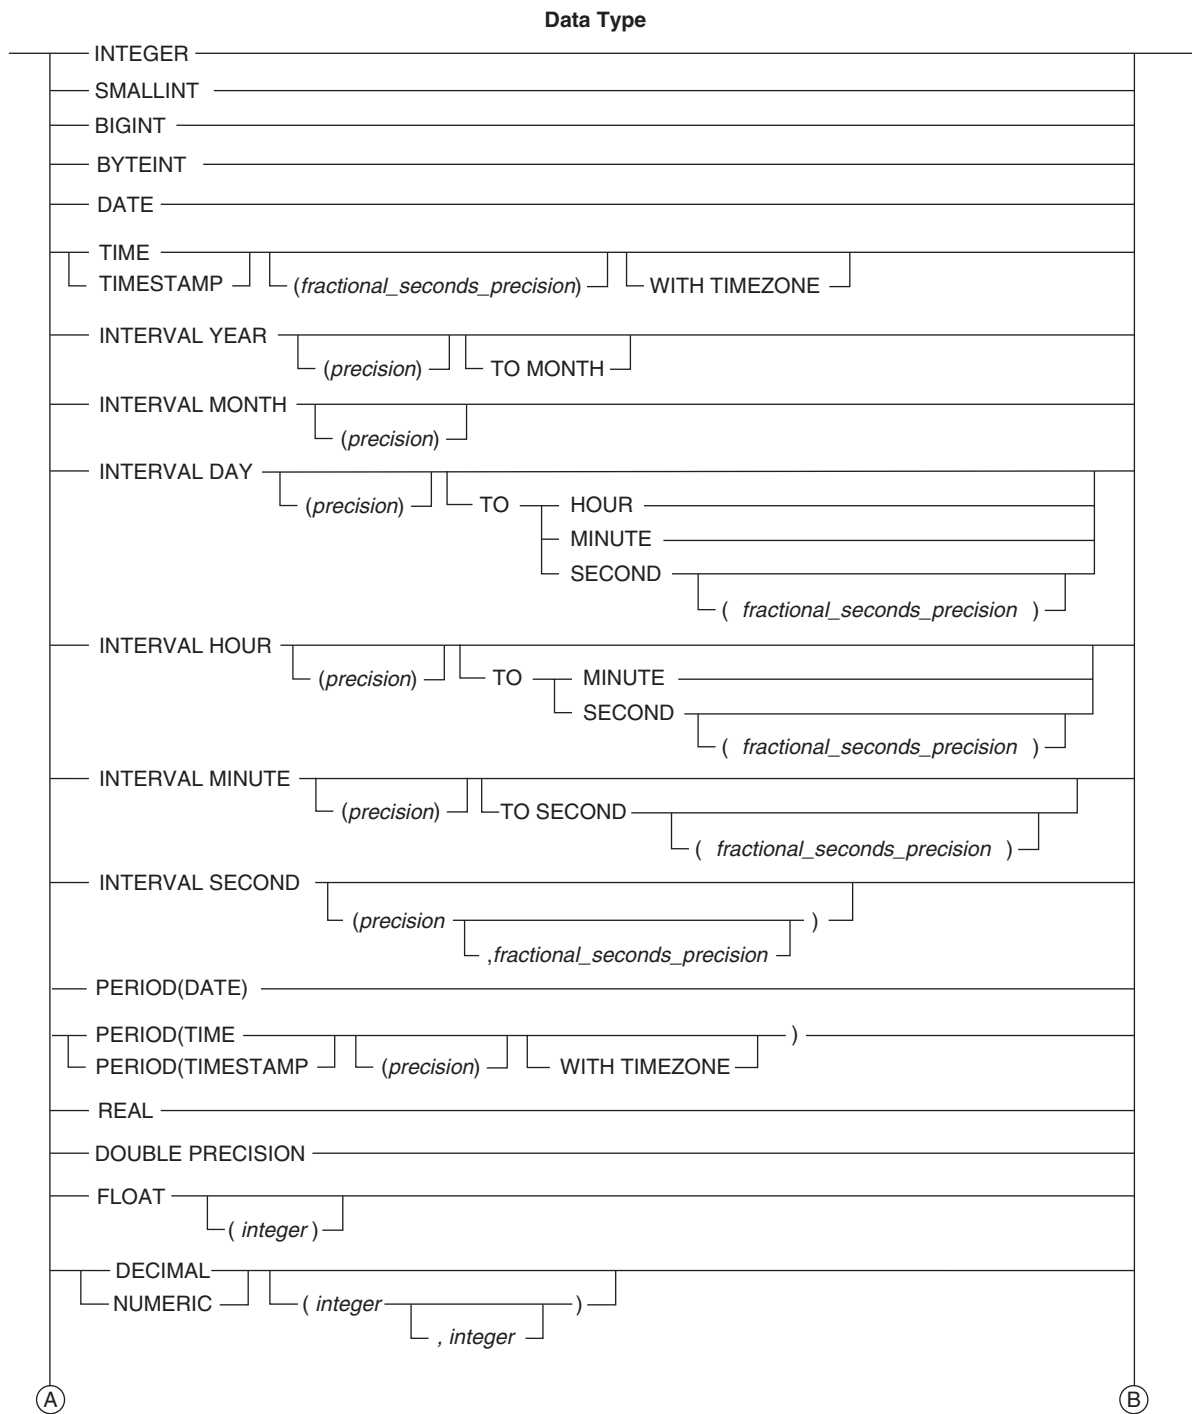 Data Type
INTEGER
SMALLINT
BIGINT
BYTEINT
DATE
TIME
TIMESTAMP (fractional_seconds_precision) WITH TIMEZONE
INTERVAL YEAR
(precision) TO MONTH
INTERVAL MONTH
(precision)
INTERVAL DAY
(precision) TO HOUR
MINUTE
SECOND
( fractional_seconds_precision )
INTERVAL HOUR
(precision) TO MINUTE
SECOND
( fractional_seconds_precision )
INTERVAL MINUTE
(precision) TO SECOND
( fractional_seconds_precision )
INTERVAL SECOND
(precision )
,fractional_seconds_precision
PERIOD(DATE)
PERIOD(TIME )
PERIOD(TIMESTAMP (precision) WITH TIMEZONE
REAL
DOUBLE PRECISION
FLOAT
( integer )
DECIMAL
NUMERIC ( integer )
, integer
A B